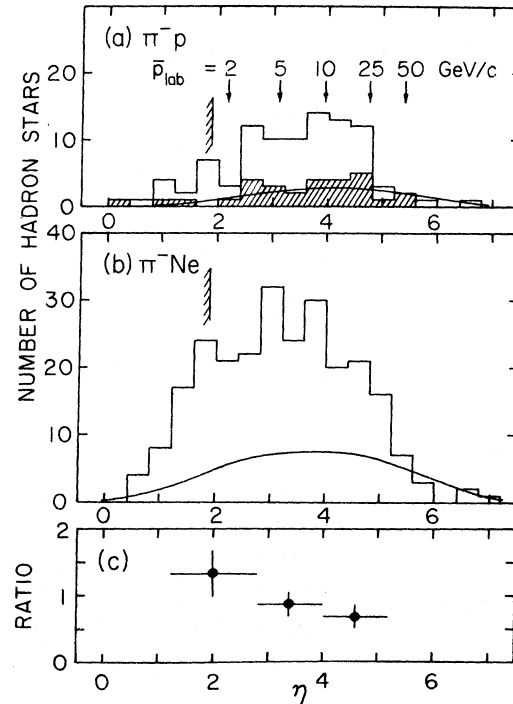 (a) π⁻p
p̄lab = 2 5 10 25 50 GeV/c
20
10
0
0 2 4 6
NUMBER OF HADRON STARS
40
(b) π⁻Ne
30
20
10
0
0 2 4 6
2
(c)
RATIO
1
0
0 2 4 6
η